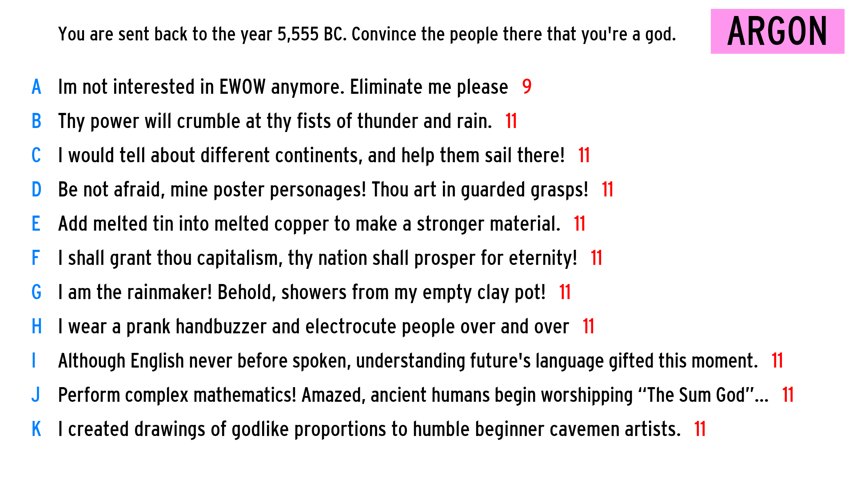 You are sent back to the year 5,555 BC. Convince the people there that you're a god.
ARGON
A Im not interested in EWOW anymore. Eliminate me please 9
B Thy power will crumble at thy fists of thunder and rain. 11
C I would tell about different continents, and help them sail there! 11
D Be not afraid, mine poster personages! Thou art in guarded grasps! 11
E Add melted tin into melted copper to make a stronger material. 11
F I shall grant thou capitalism, thy nation shall prosper for eternity! 11
G I am the rainmaker! Behold, showers from my empty clay pot! 11
H I wear a prank handbuzzer and electrocute people over and over 11
I Although English never before spoken, understanding future's language gifted this moment. 11
J Perform complex mathematics! Amazed, ancient humans begin worshipping “The Sum God”... 11
K I created drawings of godlike proportions to humble beginner cavemen artists. 11